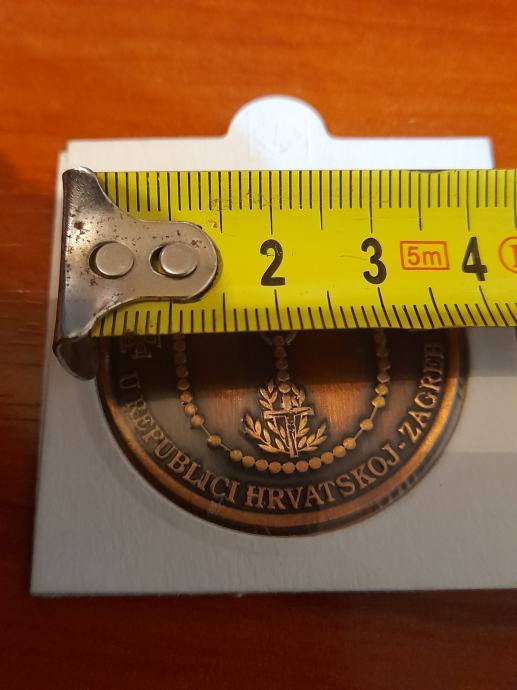 2 3 5m 4
U REPUBLICI HRVATSKOJ - ZAGREB